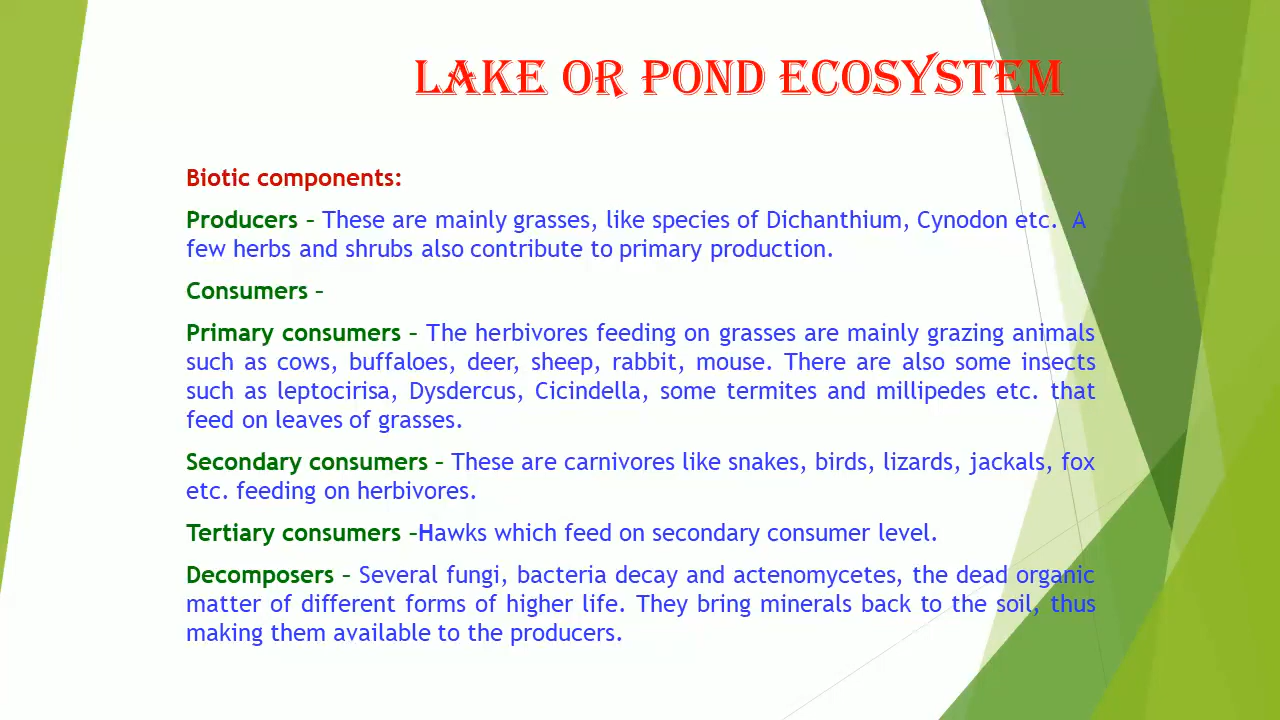 LAKE OR POND ECOSYSTEM
Biotic components:
Producers – These are mainly grasses, like species of Dichanthium, Cynodon etc. A
few herbs and shrubs also contribute to primary production.
Consumers –
Primary consumers – The herbivores feeding on grasses are mainly grazing animals
such as cows, buffaloes, deer, sheep, rabbit, mouse. There are also some insects
such as leptocirisa, Dysdercus, Cicindella, some termites and millipedes etc. that
feed on leaves of grasses.
Secondary consumers – These are carnivores like snakes, birds, lizards, jackals, fox
etc. feeding on herbivores.
Tertiary consumers –Hawks which feed on secondary consumer level.
Decomposers – Several fungi, bacteria decay and actenomycetes, the dead organic
matter of different forms of higher life. They bring minerals back to the soil, thus
making them available to the producers.